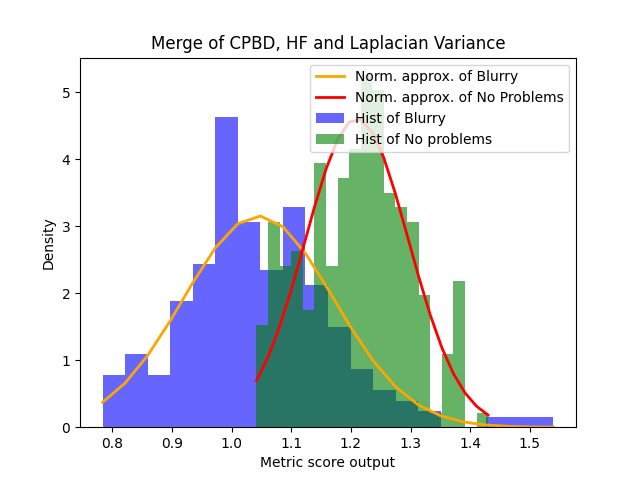 Merge of CPBD, HF and Laplacian Variance
Norm. approx. of Blurry
Norm. approx. of No Problems
Hist of Blurry
Hist of No problems
Density
5
4
3
2
1
0
0.8 0.9 1.0 1.1 1.2 1.3 1.4 1.5
Metric score output